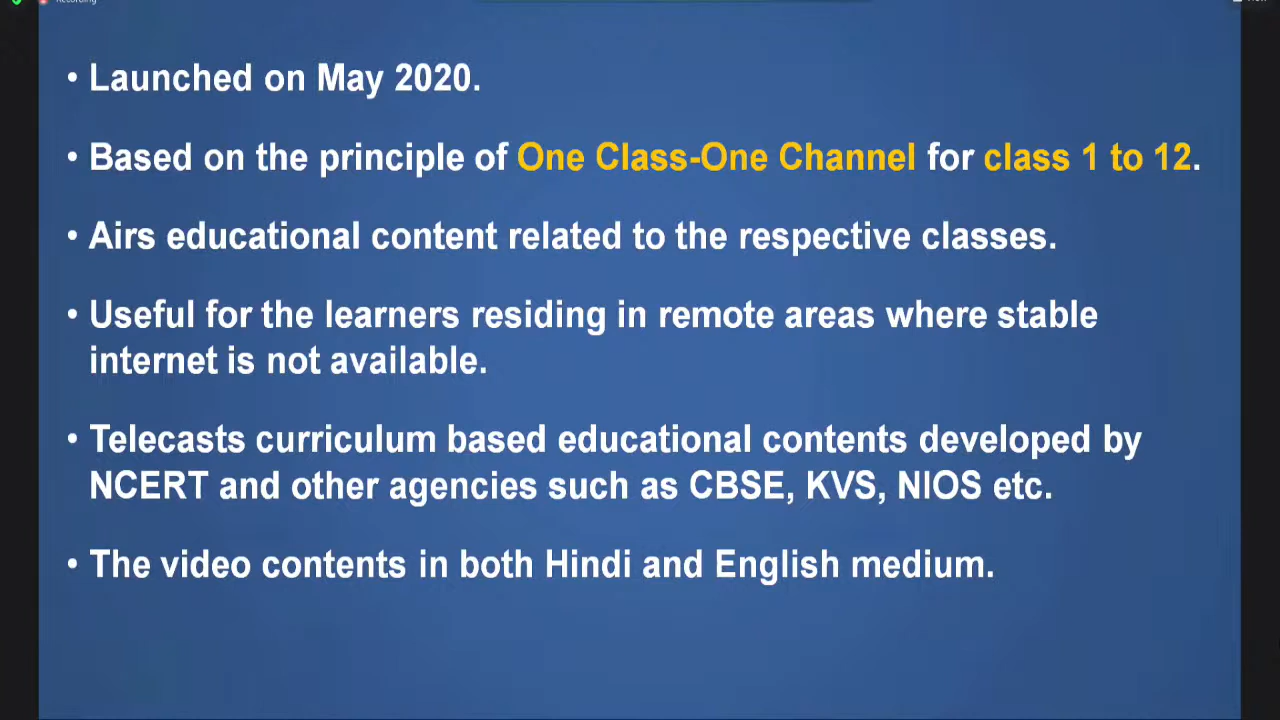 Recording
• Launched on May 2020.
• Based on the principle of One Class-One Channel for class 1 to 12.
• Airs educational content related to the respective classes.
• Useful for the learners residing in remote areas where stable
internet is not available.
• Telecasts curriculum based educational contents developed by
NCERT and other agencies such as CBSE, KVS, NIOS etc.
• The video contents in both Hindi and English medium.